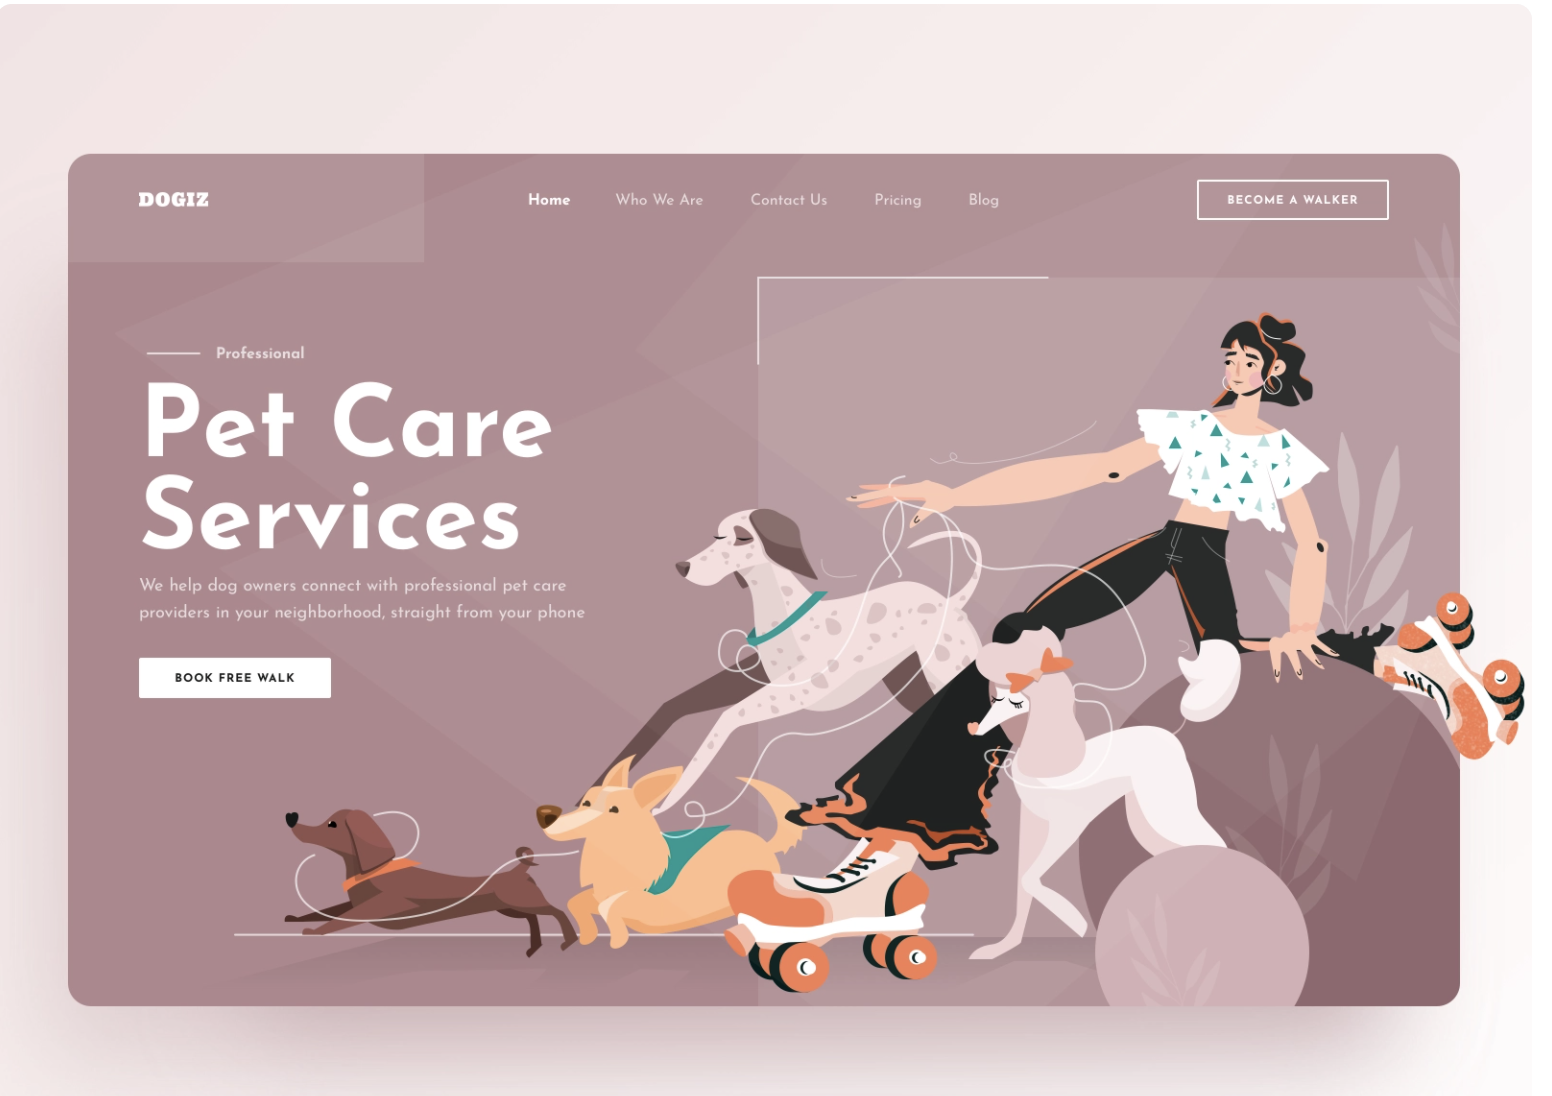 DOGIZ
Home Who We Are Contact Us Pricing Blog
BECOME A WALKER
Professional
Pet Care
Services
We help dog owners connect with professional pet care
providers in your neighborhood, straight from your phone
BOOK FREE WALK